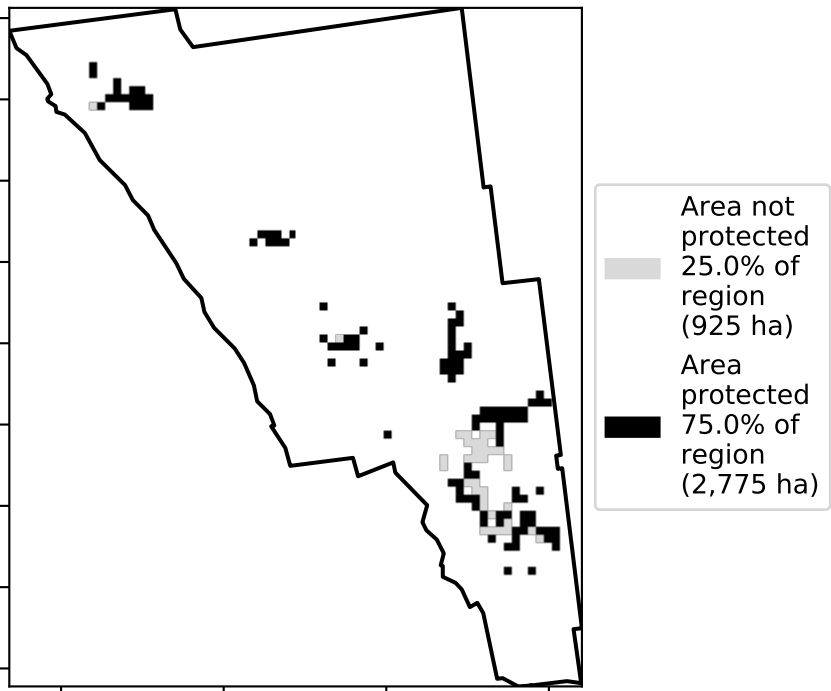 Area not
protected
25.0% of
region
(925 ha)
Area
protected
75.0% of
region
(2,775 ha)